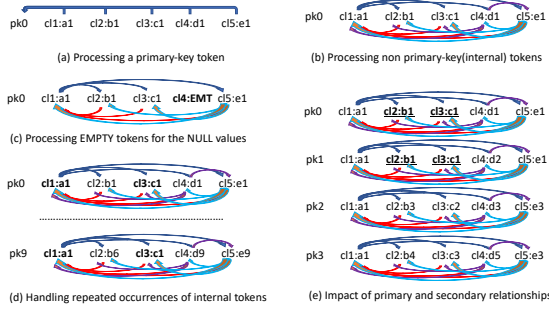 pk0 cl1:a1 cl2:b1 cl3:c1 cl4:d1 cl5:e1
(a) Processing a primary-key token
pk0 cl1:a1 cl2:b1 cl3:c1 cl4:d1 cl5:e1
(b) Processing non primary-key(internal) tokens
pk0 cl1:a1 cl2:b1 cl3:c1 cl4:EMT cl5:e1
(c) Processing EMPTY tokens for the NULL values
pk0 cl1:a1 cl2:b1 cl3:c1 cl4:d1 cl5:e1
pk9 cl1:a1 cl2:b6 cl3:c1 cl4:d9 cl5:e9
(d) Handling repeated occurrences of internal tokens
pk0 cl1:a1 cl2:b1 cl3:c1 cl4:d1 cl5:e1
pk1 cl1:a1 cl2:b1 cl3:c1 cl4:d2 cl5:e1
pk2 cl1:a1 cl2:b3 cl3:c2 cl4:d3 cl5:e3
pk3 cl1:a1 cl2:b4 cl3:c3 cl4:d5 cl5:e3
(e) Impact of primary and secondary relationships